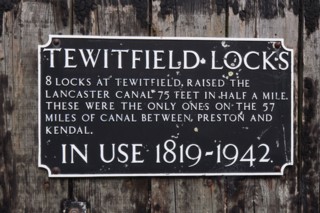 TEWITFIELD·LOCKS
8 LOCKS AT TEWITFIELD, RAISED THE
LANCASTER CANAL 75 FEET IN HALF A MILE.
THESE WERE THE ONLY ONES ON THE 57
MILES OF CANAL BETWEEN PRESTON AND
KENDAL.
IN USE 1819-1942.